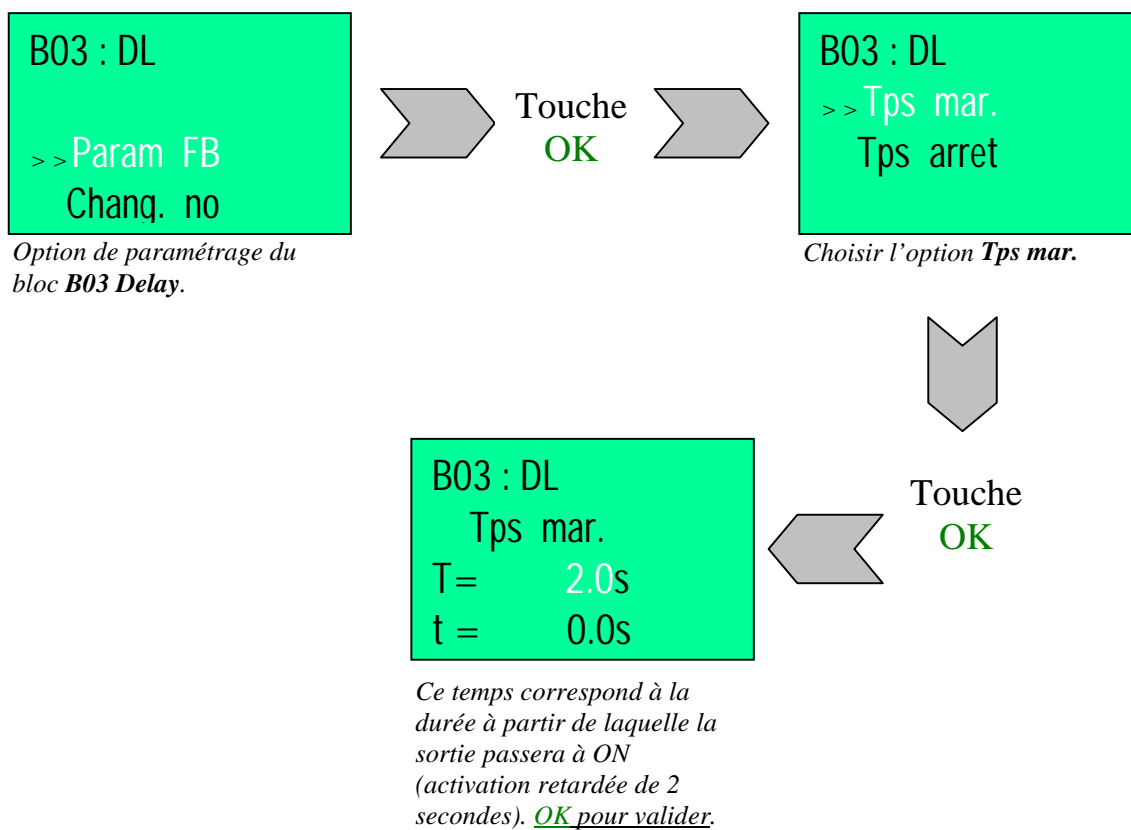 B03 : DL
>>Param FB
Chang. no
Option de paramétrage du
bloc B03 Delay.
Touche
OK
B03 : DL
>>Tps mar.
Tps arret
Choisir l’option Tps mar.
Touche
OK
B03 : DL
Tps mar.
T= 2.0s
t = 0.0s
Ce temps correspond à la
durée à partir de laquelle la
sortie passera à ON
(activation retardée de 2
secondes). OK pour valider.